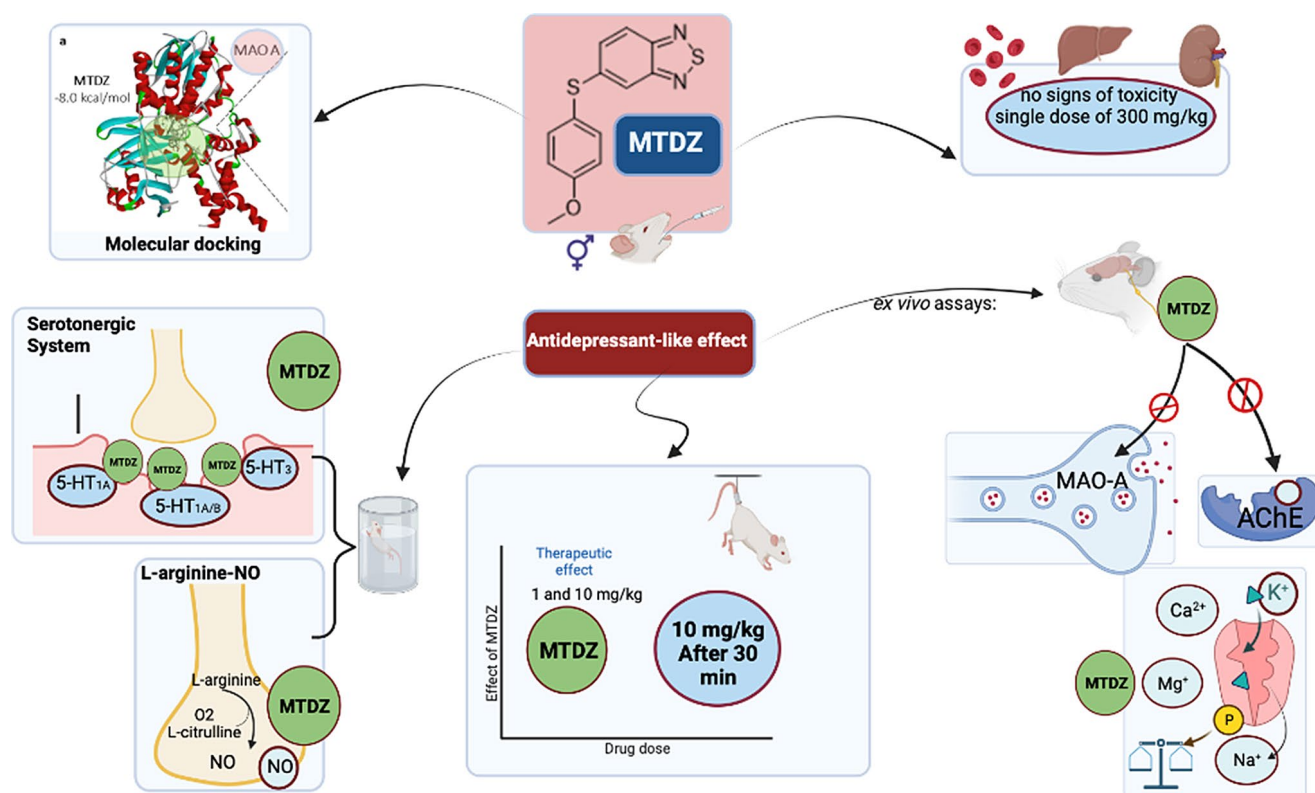 a
MAO A
MTDZ
-8.0 kcal/mol
Molecular docking
N
S
N
S
O
MTDZ
no signs of toxicity
single dose of 300 mg/kg
Serotonergic
System
MTDZ
MTDZ
MTDZ
MTDZ
5-HT1A
5-HT1A/B
5-HT3
L-arginine-NO
L-arginine
O2
L-citrulline
NO
NO
MTDZ
Antidepressant-like effect
Effect of MTDZ
Therapeutic
effect
1 and 10 mg/kg
MTDZ
10 mg/kg
After 30
min
Drug dose
ex vivo assays:
MTDZ
MAO-A
AChE
Ca2+
K+
MTDZ
Mg+
P
Na+